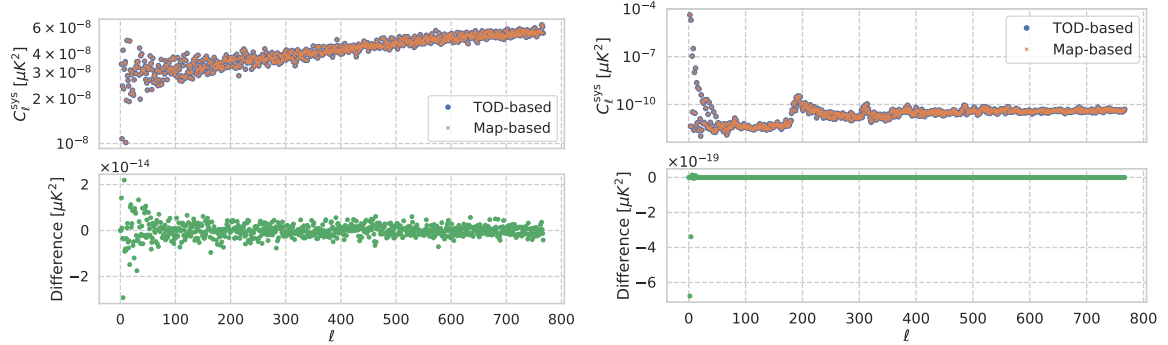 6 × 10⁻⁸
4 × 10⁻⁸
3 × 10⁻⁸
2 × 10⁻⁸
10⁻⁸
C_ℓ^sys [μK²]
TOD-based
Map-based
×10⁻¹⁴
2
0
−2
Difference [μK²]
0 100 200 300 400 500 600 700 800
ℓ
10⁻⁴
10⁻⁷
10⁻¹⁰
C_ℓ^sys [μK²]
TOD-based
Map-based
×10⁻¹⁹
0
−2
−4
−6
Difference [μK²]
0 100 200 300 400 500 600 700 800
ℓ